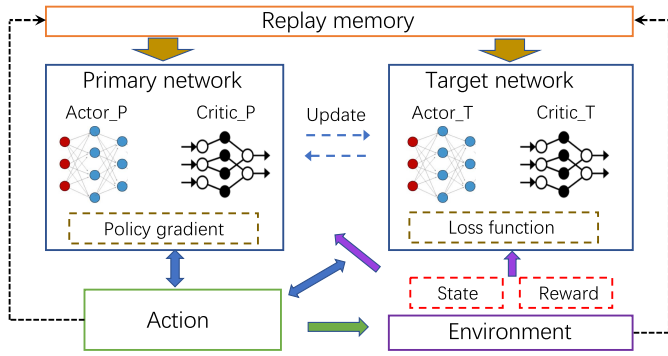 Replay memory
Primary network
Target network
Actor_P
Critic_P
Update
Actor_T
Critic_T
Policy gradient
Loss function
State
Reward
Action
Environment